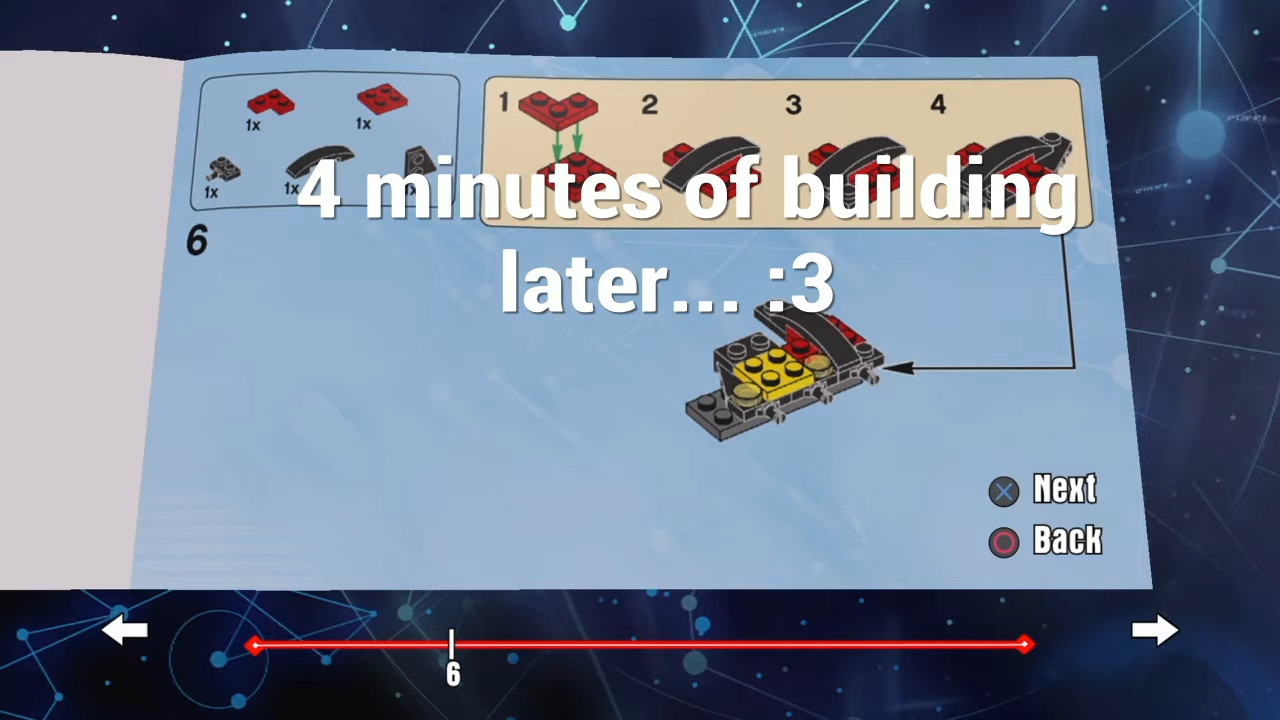 1 2 3 4
1x 1x
1x 1x
4 minutes of building
later... :3
6
Next
Back
6